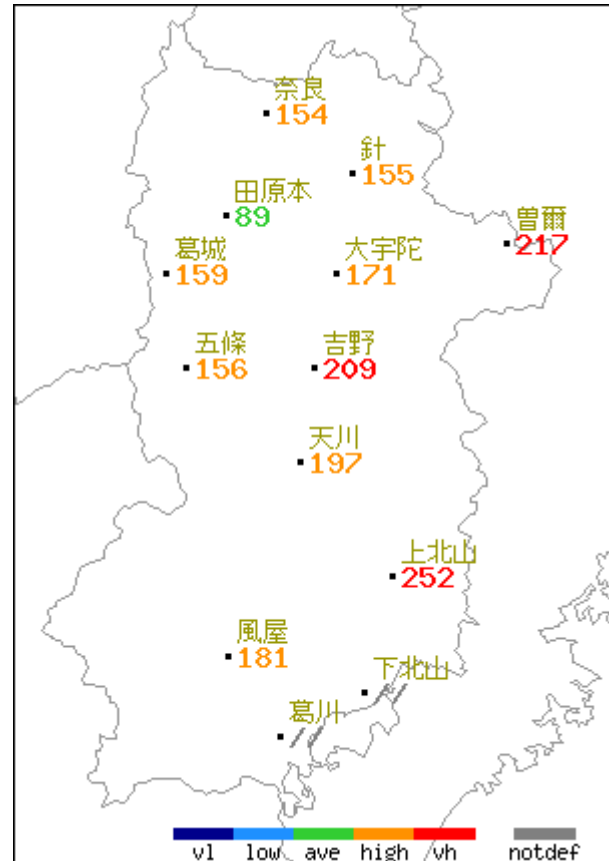 奈良
154
針
155
田原本
89
曽爾
217
葛城
159
大宇陀
171
五條
156
吉野
209
天川
197
上北山
252
風屋
181
下北山
//
葛川
//
vl low ave high vh notdef